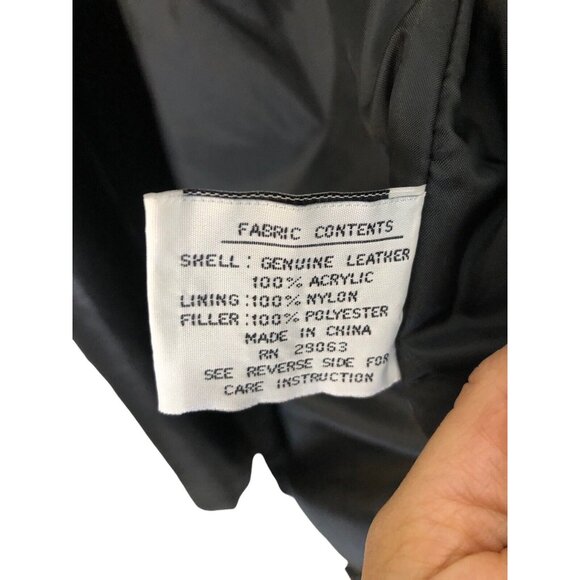 FABRIC CONTENTS
SHELL: GENUINE LEATHER
100% ACRYLIC
LINING:100% NYLON
FILLER:100% POLYESTER
MADE IN CHINA
RN 29063
SEE REVERSE SIDE FOR
CARE INSTRUCTION